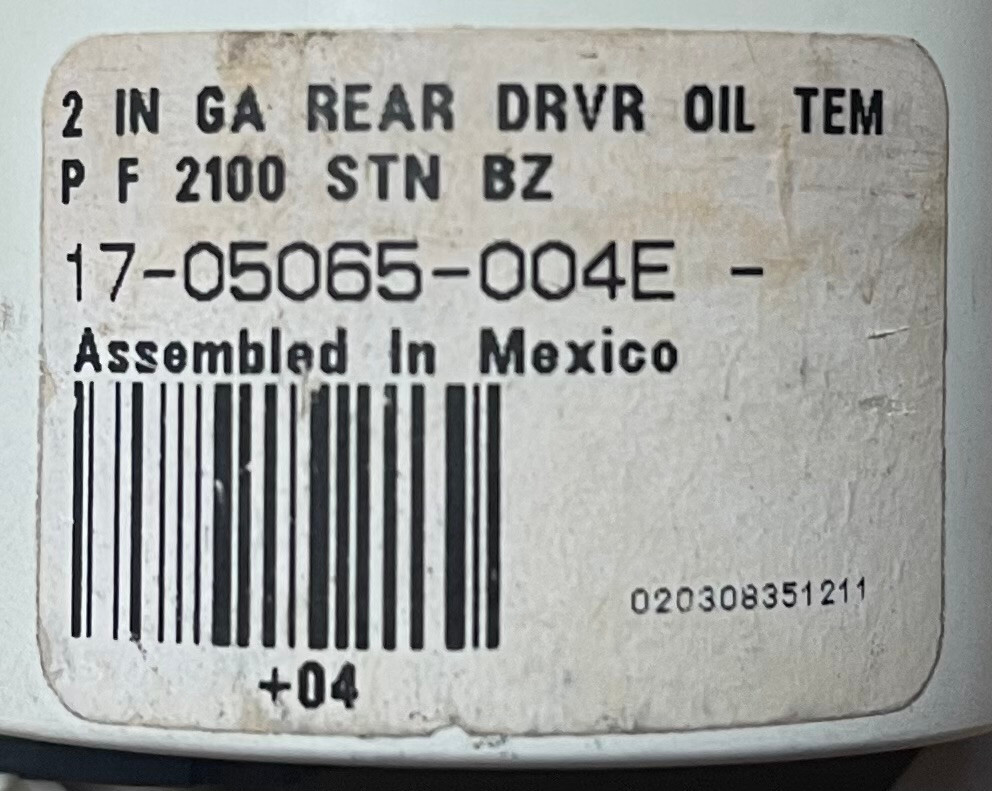 2 IN GA REAR DRVR OIL TEM
P F 2100 STN BZ
17-05065-004E -
Assembled In Mexico
020308351211
+04